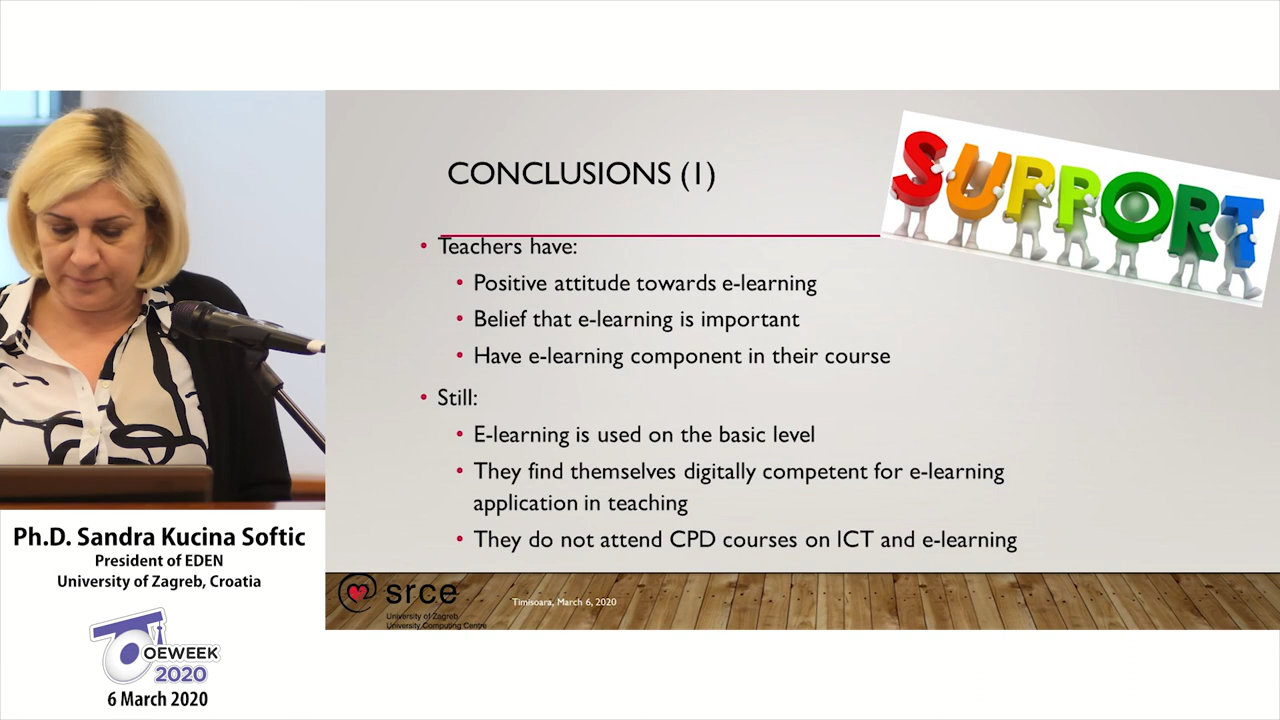 CONCLUSIONS (1)
SUPPORT
• Teachers have:
• Positive attitude towards e-learning
• Belief that e-learning is important
• Have e-learning component in their course
• Still:
• E-learning is used on the basic level
• They find themselves digitally competent for e-learning
application in teaching
• They do not attend CPD courses on ICT and e-learning
srce
University of Zagreb
University Computing Centre
Timisoara, March 6, 2020
Ph.D. Sandra Kucina Softic
President of EDEN
University of Zagreb, Croatia
OEWEEK
2020
6 March 2020